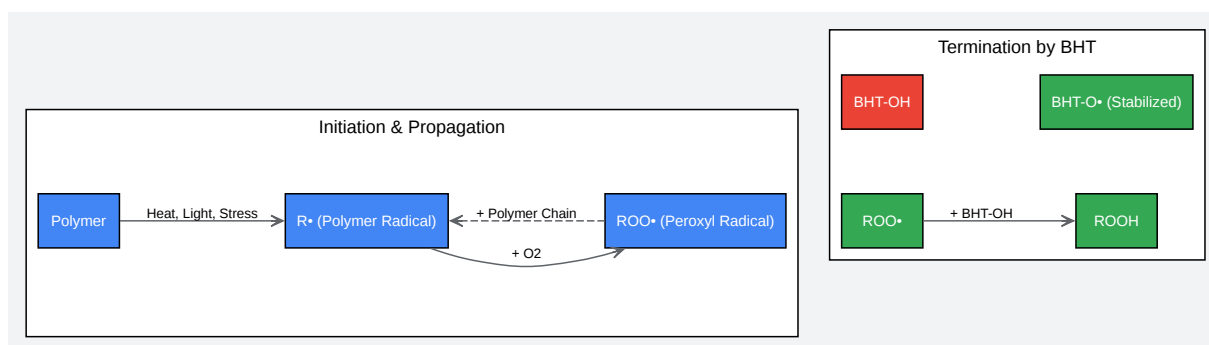 Initiation & Propagation
Polymer
Heat, Light, Stress
R• (Polymer Radical)
+ Polymer Chain
ROO• (Peroxyl Radical)
+ O2
Termination by BHT
BHT-OH
BHT-O• (Stabilized)
ROO•
+ BHT-OH
ROOH